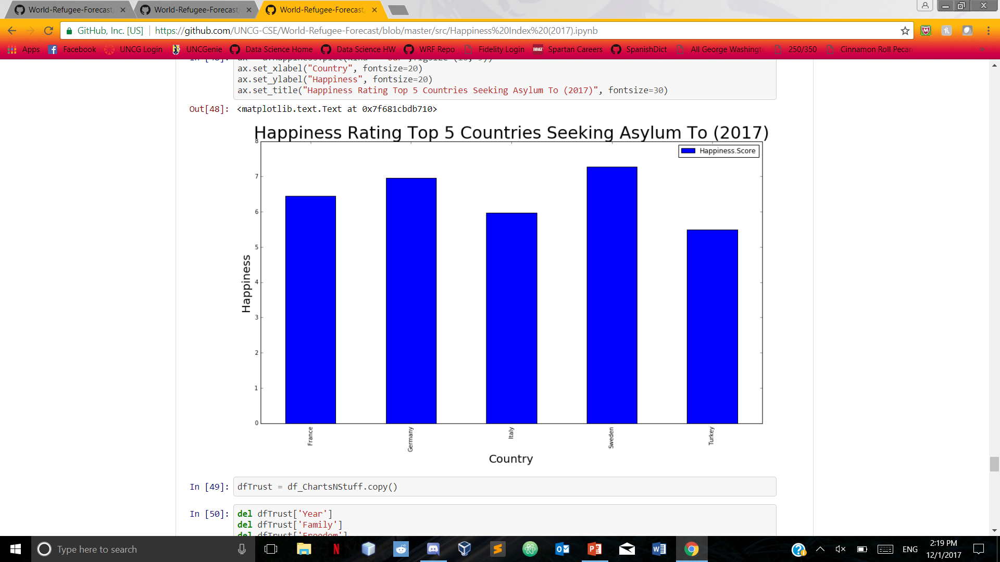 World-Refugee-Forecast
World-Refugee-Forecast
World-Refugee-Forecast
GitHub, Inc. [US]
https://github.com/UNCG-CSE/World-Refugee-Forecast/blob/master/src/Happiness%20Index%20(2017).ipynb
Apps
Facebook
UNCG Login
UNCGenie
Data Science Home
Data Science HW
WRF Repo
Fidelity Login
BB&T
Spartan Careers
SpanishDict
All George Washingt
250/350
Cinnamon Roll Pecan
ax.set_xlabel("Country", fontsize=20)
ax.set_ylabel("Happiness", fontsize=20)
ax.set_title("Happiness Rating Top 5 Countries Seeking Asylum To (2017)", fontsize=30)
Out[48]: <matplotlib.text.Text at 0x7f681cbdb710>
Happiness Rating Top 5 Countries Seeking Asylum To (2017)
Happiness.Score
8
7
6
5
4
3
2
1
0
Happiness
France
Germany
Italy
Sweden
Turkey
Country
In [49]: dfTrust = df_ChartsNStuff.copy()
In [50]: del dfTrust['Year']
del dfTrust['Family']
del dfTrust['Freedom']
Type here to search
ENG
2:19 PM
12/1/2017